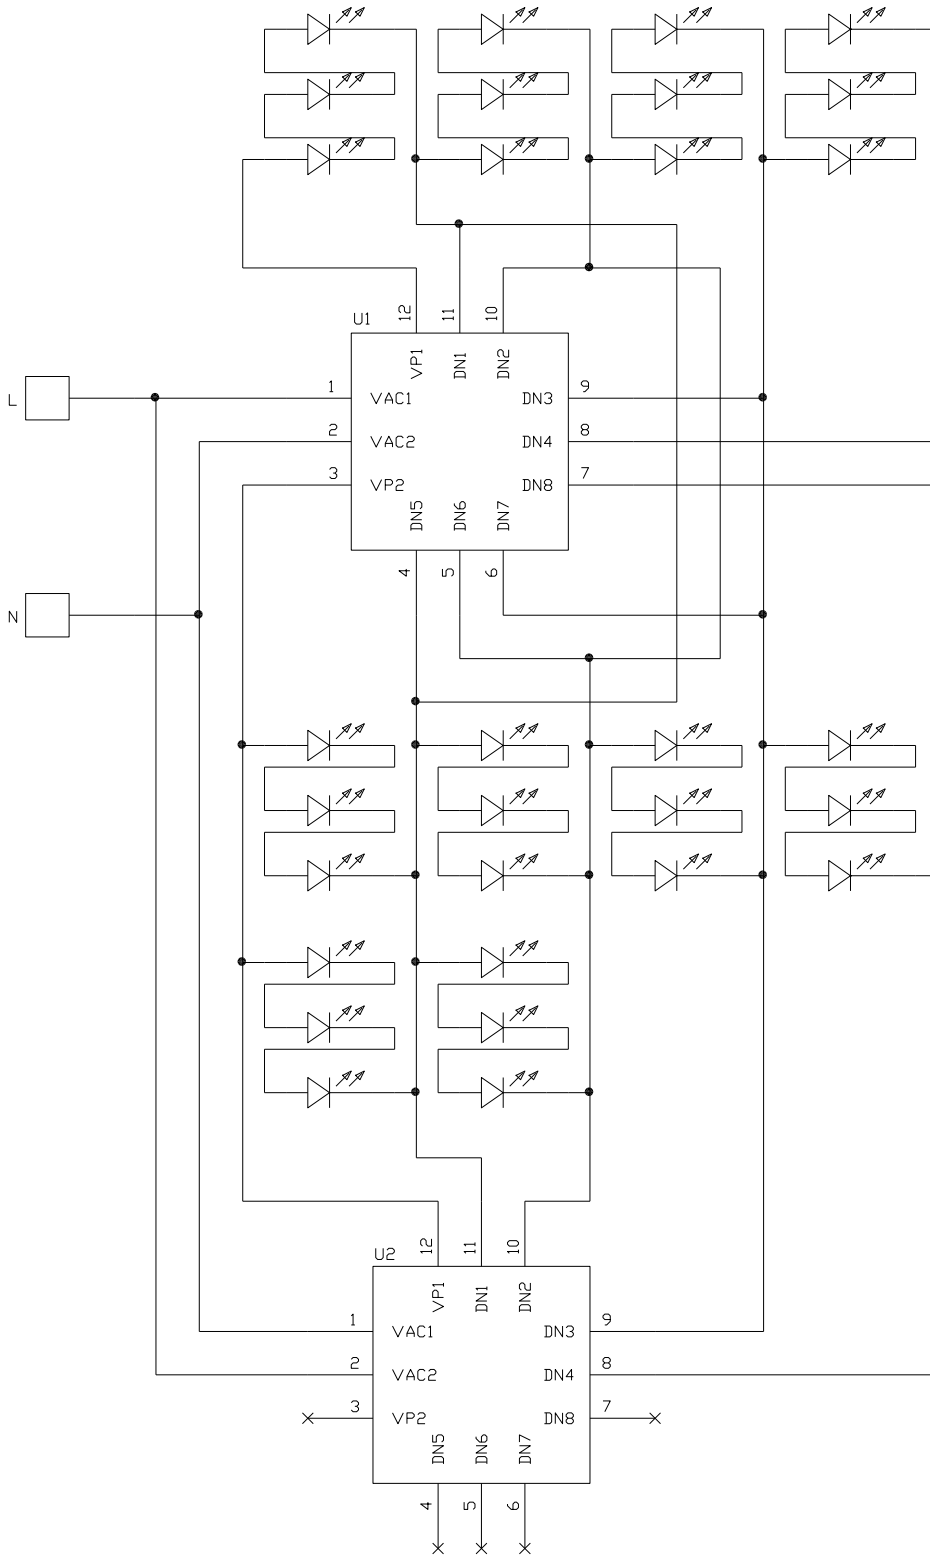 12
11
10
U1
VP1
DN1
DN2
L
1
VAC1
DN3
9
2
VAC2
DN4
8
3
VP2
DN8
7
DN5
DN6
DN7
4
5
6
N
12
11
10
U2
VP1
DN1
DN2
1
VAC1
DN3
9
2
VAC2
DN4
8
3
VP2
DN8
7
DN5
DN6
DN7
4
5
6